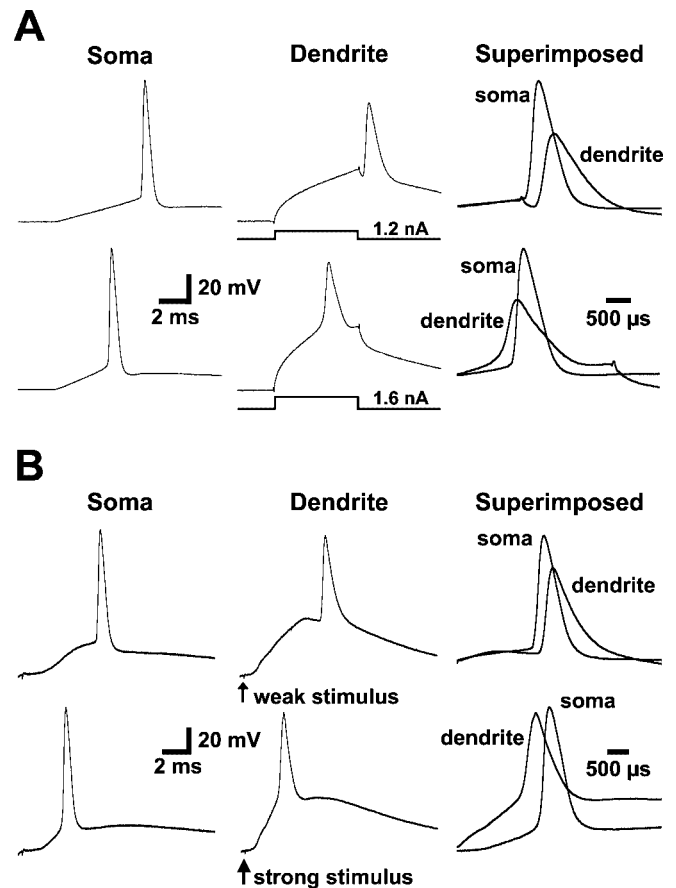 A
Soma Dendrite Superimposed
soma
dendrite
1.2 nA
20 mV
2 ms
soma
dendrite
500 µs
1.6 nA
B
Soma Dendrite Superimposed
soma
dendrite
weak stimulus
20 mV
2 ms
soma
dendrite
500 µs
strong stimulus